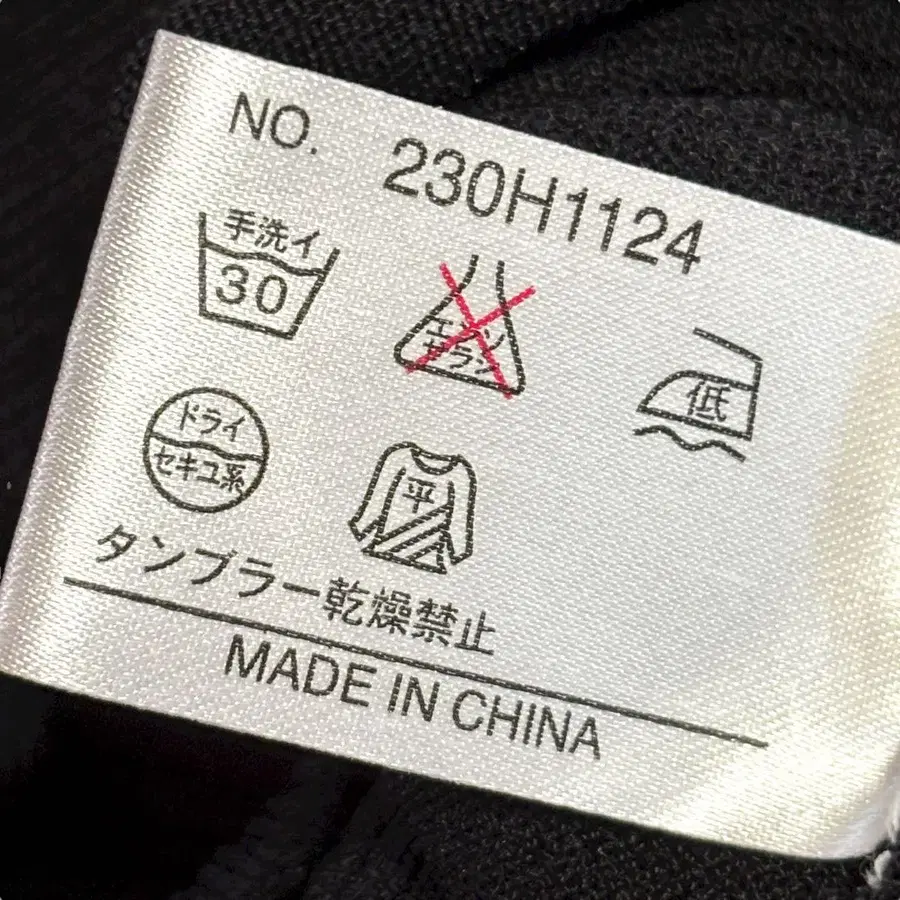 NO. 230H1124
手洗イ
30
エンソ
サラシ
低
ドライ
セキユ系
平
タンブラー乾燥禁止
MADE IN CHINA